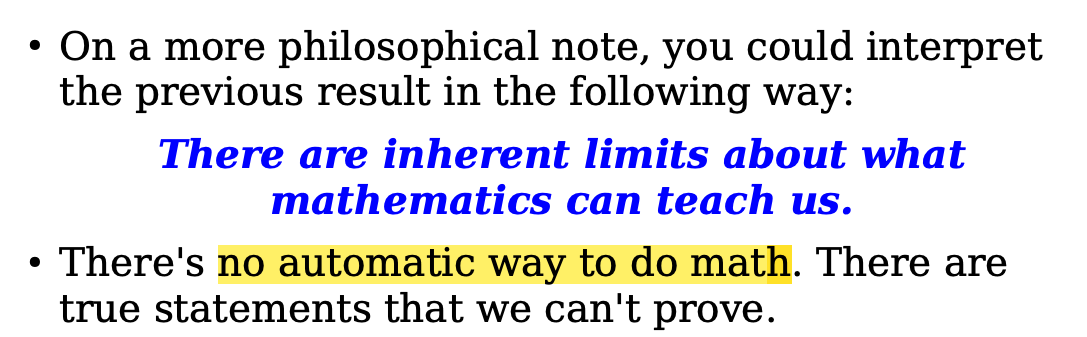 • On a more philosophical note, you could interpret
the previous result in the following way:
There are inherent limits about what
mathematics can teach us.
• There's no automatic way to do math. There are
true statements that we can't prove.